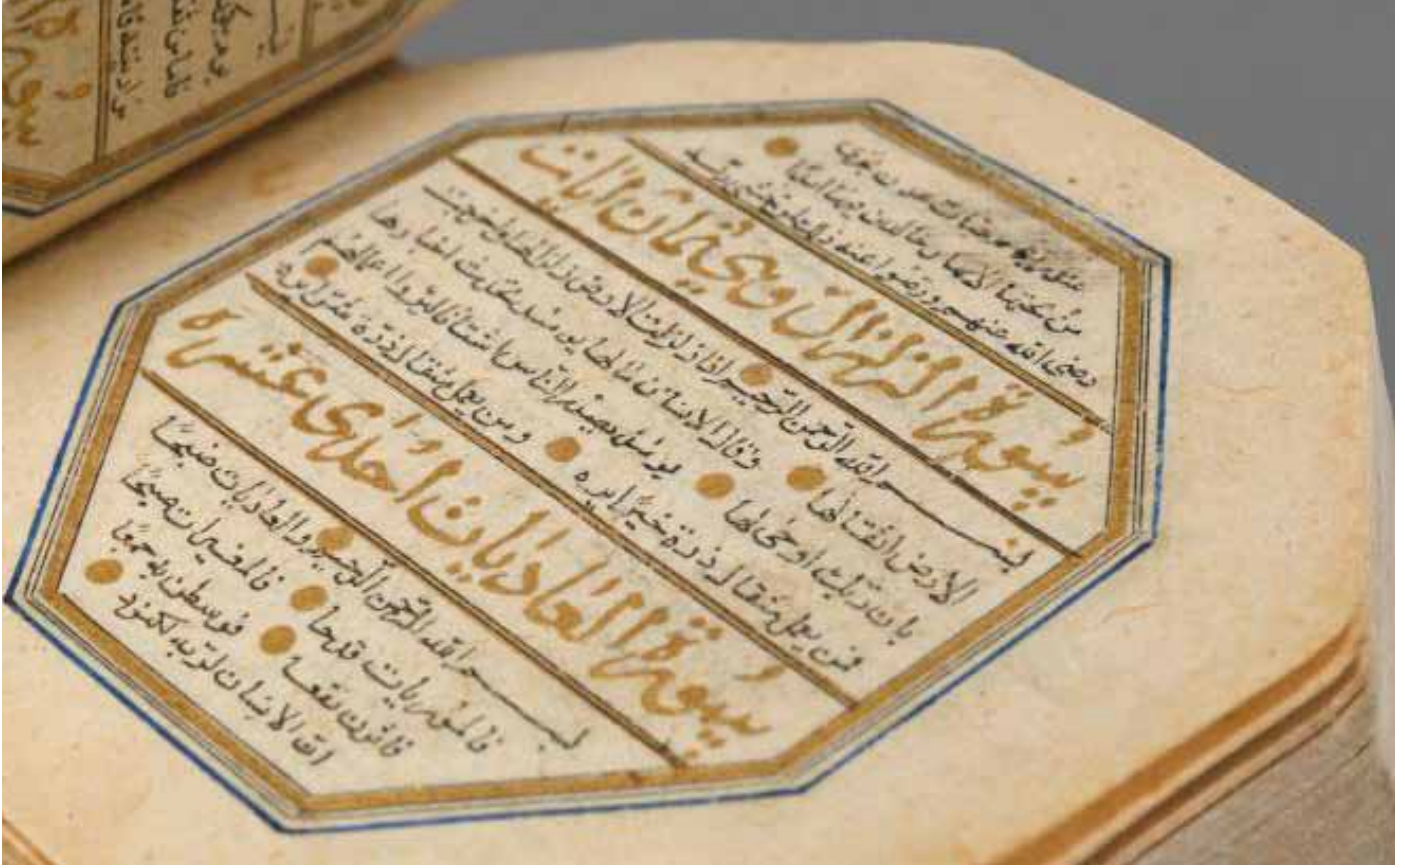 عند ربهم جنات عدن تجري
من تحتها الانهار خالدين فيها ابدا
رضي الله عنهم ورضوا عنه ذلك لمن خشي ربه
سورة الزلزال وهي ثمان ايات
بسم الله الرحمن الرحيم اذا زلزلت الارض زلزالها واخرجت
الارض اثقالها وقال الانسان ما لها يومئذ تحدث اخبارها
بان ربك اوحى لها يومئذ يصدر الناس اشتاتا ليروا اعمالهم
فمن يعمل مثقال ذرة خيرا يره ومن يعمل مثقال ذرة شرا يره
سورة العاديات احدى عشره
بسم الله الرحمن الرحيم والعاديات ضبحا
فالموريات قدحا فالمغيرات صبحا
فاثرن نقعا فوسطن به جمعا
ان الانسان لربه لكنود